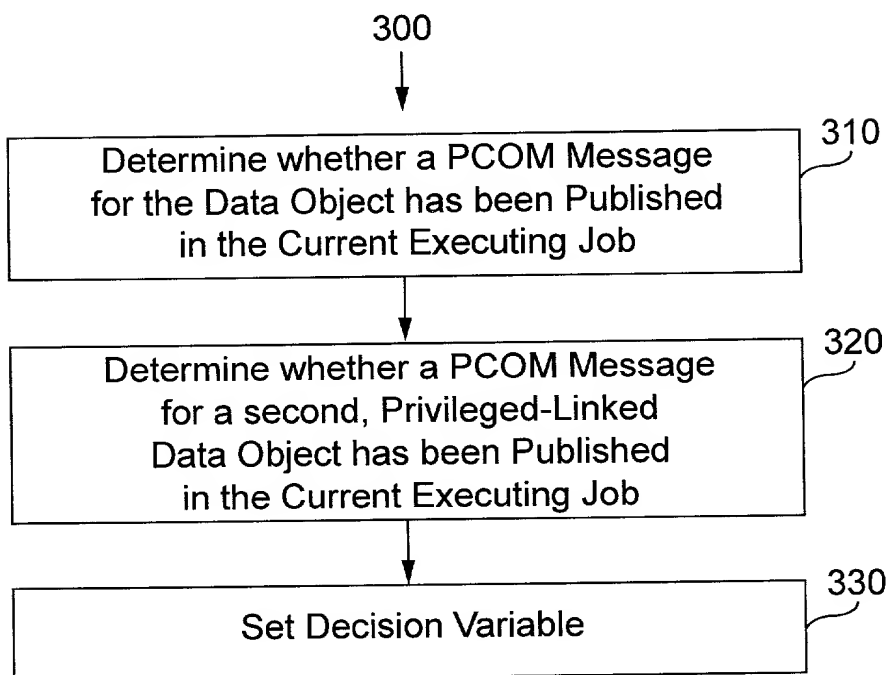 300
310
Determine whether a PCOM Message
for the Data Object has been Published
in the Current Executing Job
320
Determine whether a PCOM Message
for a second, Privileged-Linked
Data Object has been Published
in the Current Executing Job
330
Set Decision Variable